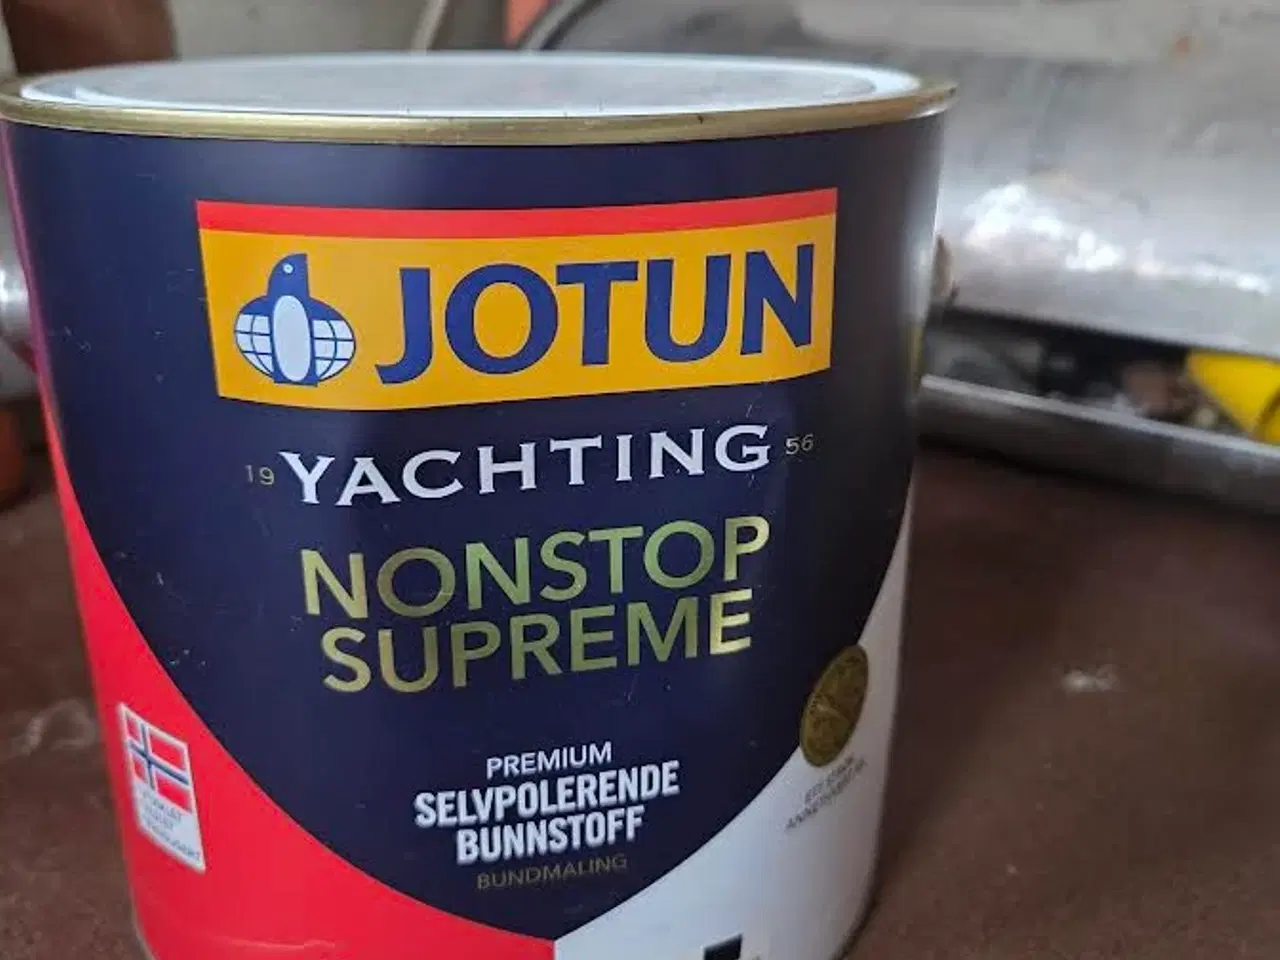 JOTUN
19 YACHTING 56
NONSTOP
SUPREME
PREMIUM
SELVPOLERENDE
BUNNSTOFF
BUNDMALING